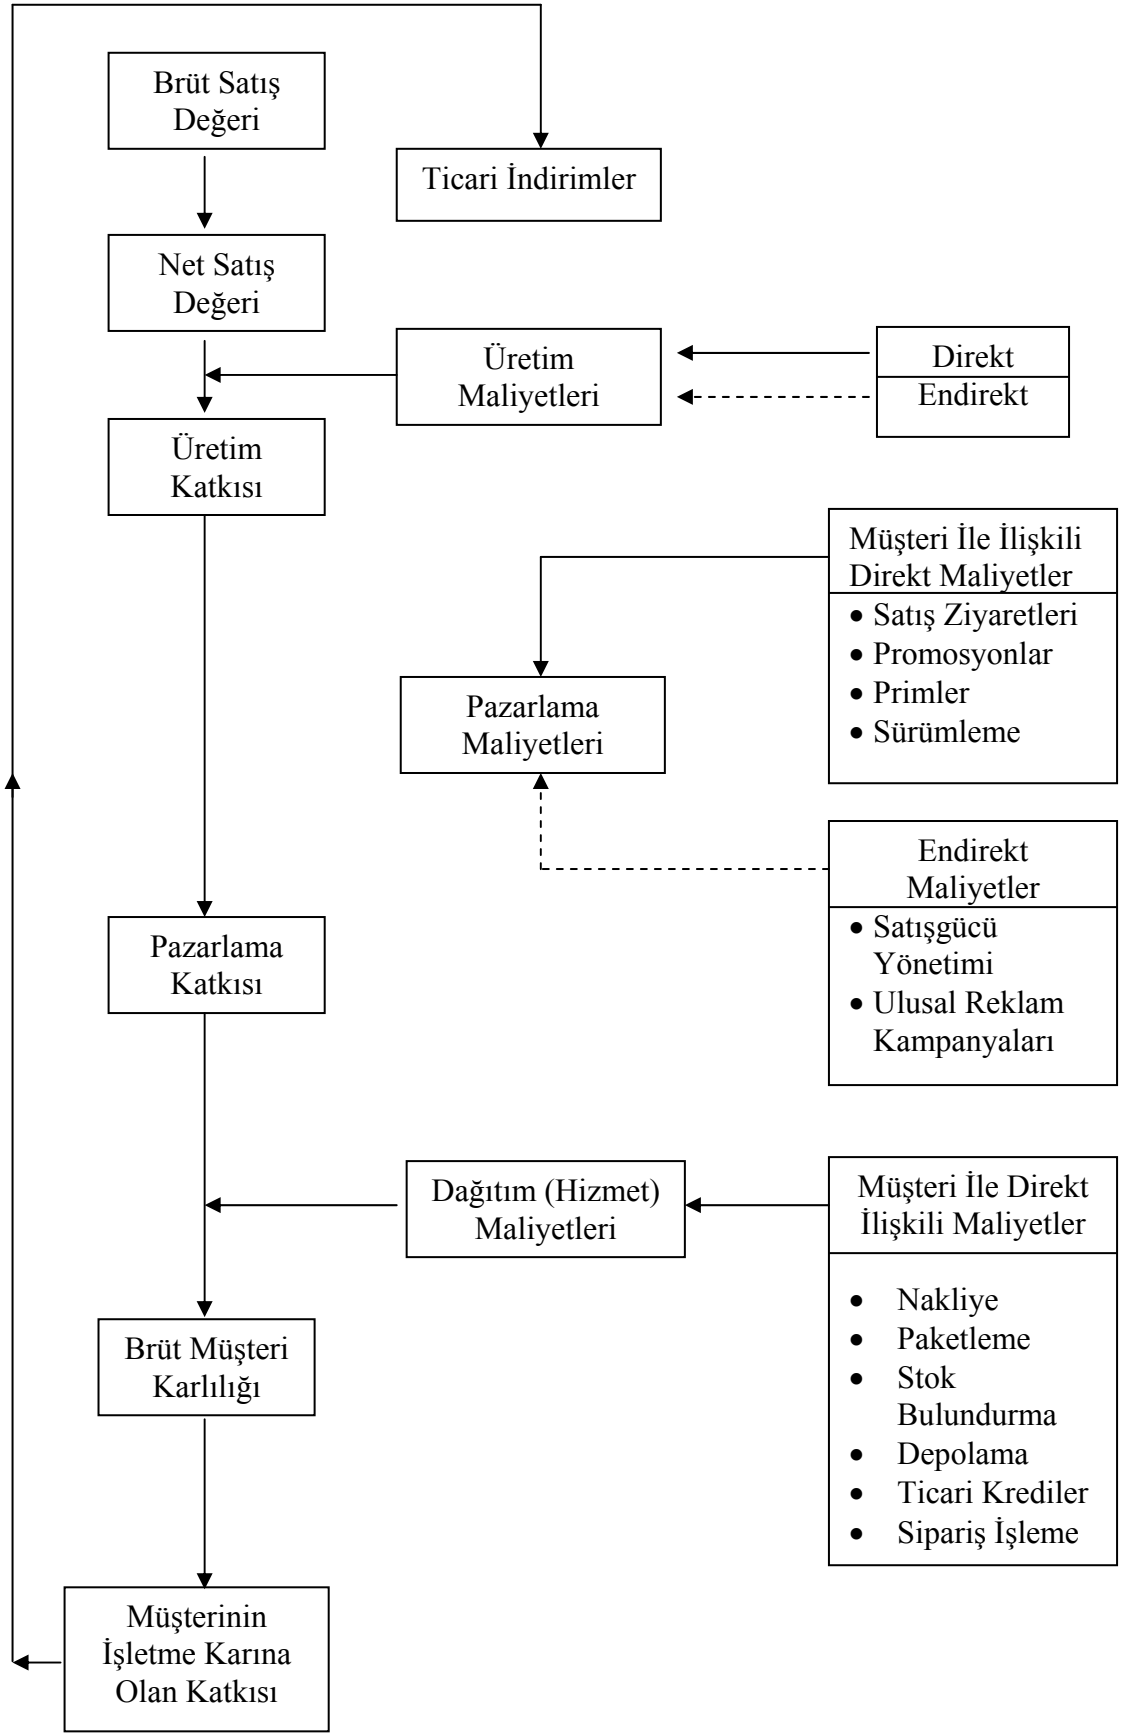 Brüt Satış
Değeri
Ticari İndirimler
Net Satış
Değeri
Üretim
Maliyetleri
Direkt
Endirekt
Üretim
Katkısı
Müşteri İle İlişkili
Direkt Maliyetler
• Satış Ziyaretleri
• Promosyonlar
• Primler
• Sürümleme
Pazarlama
Maliyetleri
Endirekt
Maliyetler
• Satışgücü
Yönetimi
• Ulusal Reklam
Kampanyaları
Pazarlama
Katkısı
Dağıtım (Hizmet)
Maliyetleri
Müşteri İle Direkt
İlişkili Maliyetler
• Nakliye
• Paketleme
• Stok
Bulundurma
• Depolama
• Ticari Krediler
• Sipariş İşleme
Brüt Müşteri
Karlılığı
Müşterinin
İşletme Karına
Olan Katkısı